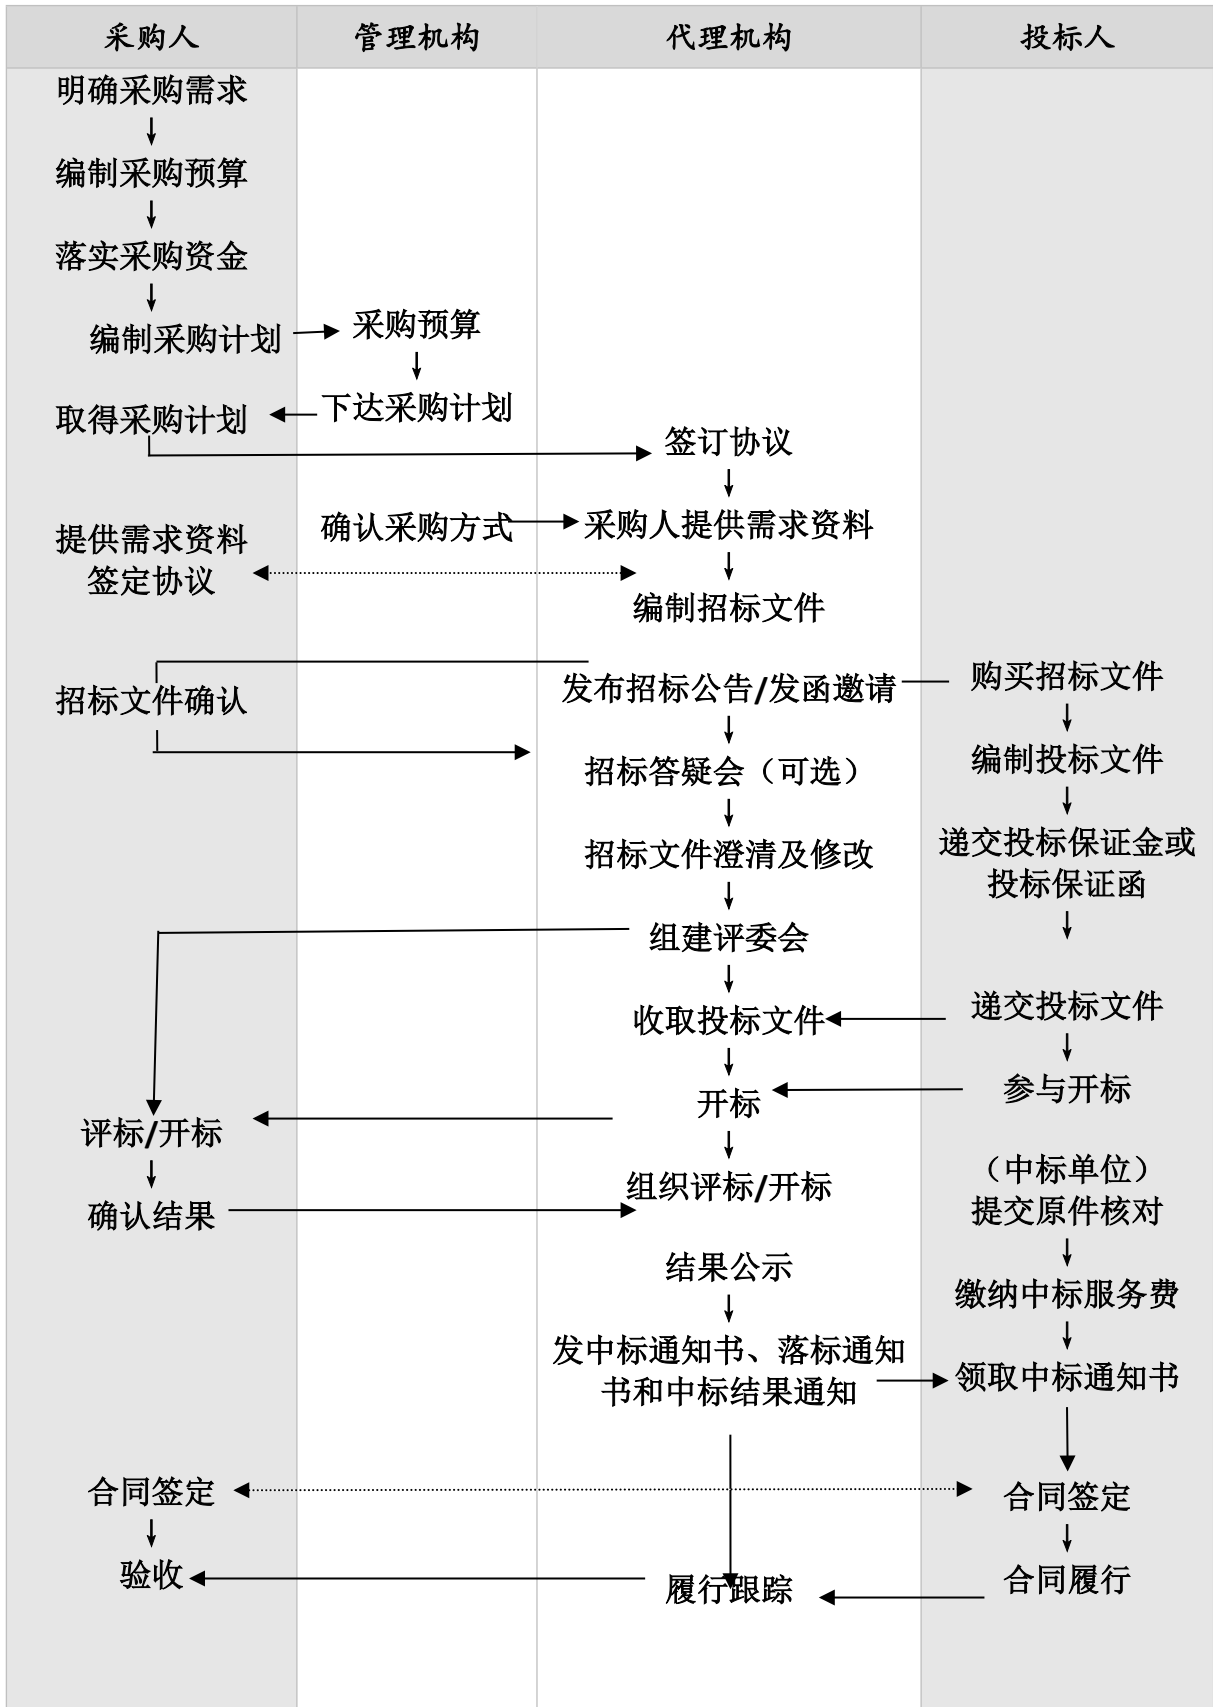 采购人
管理机构
代理机构
投标人
明确采购需求
↓
编制采购预算
↓
落实采购资金
↓
编制采购计划
取得采购计划
提供需求资料
签定协议
招标文件确认
评标/开标
↓
确认结果
合同签定
↓
验收
采购预算
↓
下达采购计划
确认采购方式
签订协议
↓
采购人提供需求资料
↓
编制招标文件
发布招标公告/发函邀请
↓
招标答疑会（可选）
↓
招标文件澄清及修改
↓
组建评委会
↓
收取投标文件
↓
开标
↓
组织评标/开标
结果公示
↓
发中标通知书、落标通知
书和中标结果通知
履行跟踪
购买招标文件
↓
编制投标文件
↓
递交投标保证金或
投标保证函
↓
递交投标文件
↓
参与开标
（中标单位）
提交原件核对
↓
缴纳中标服务费
↓
领取中标通知书
合同签定
↓
合同履行